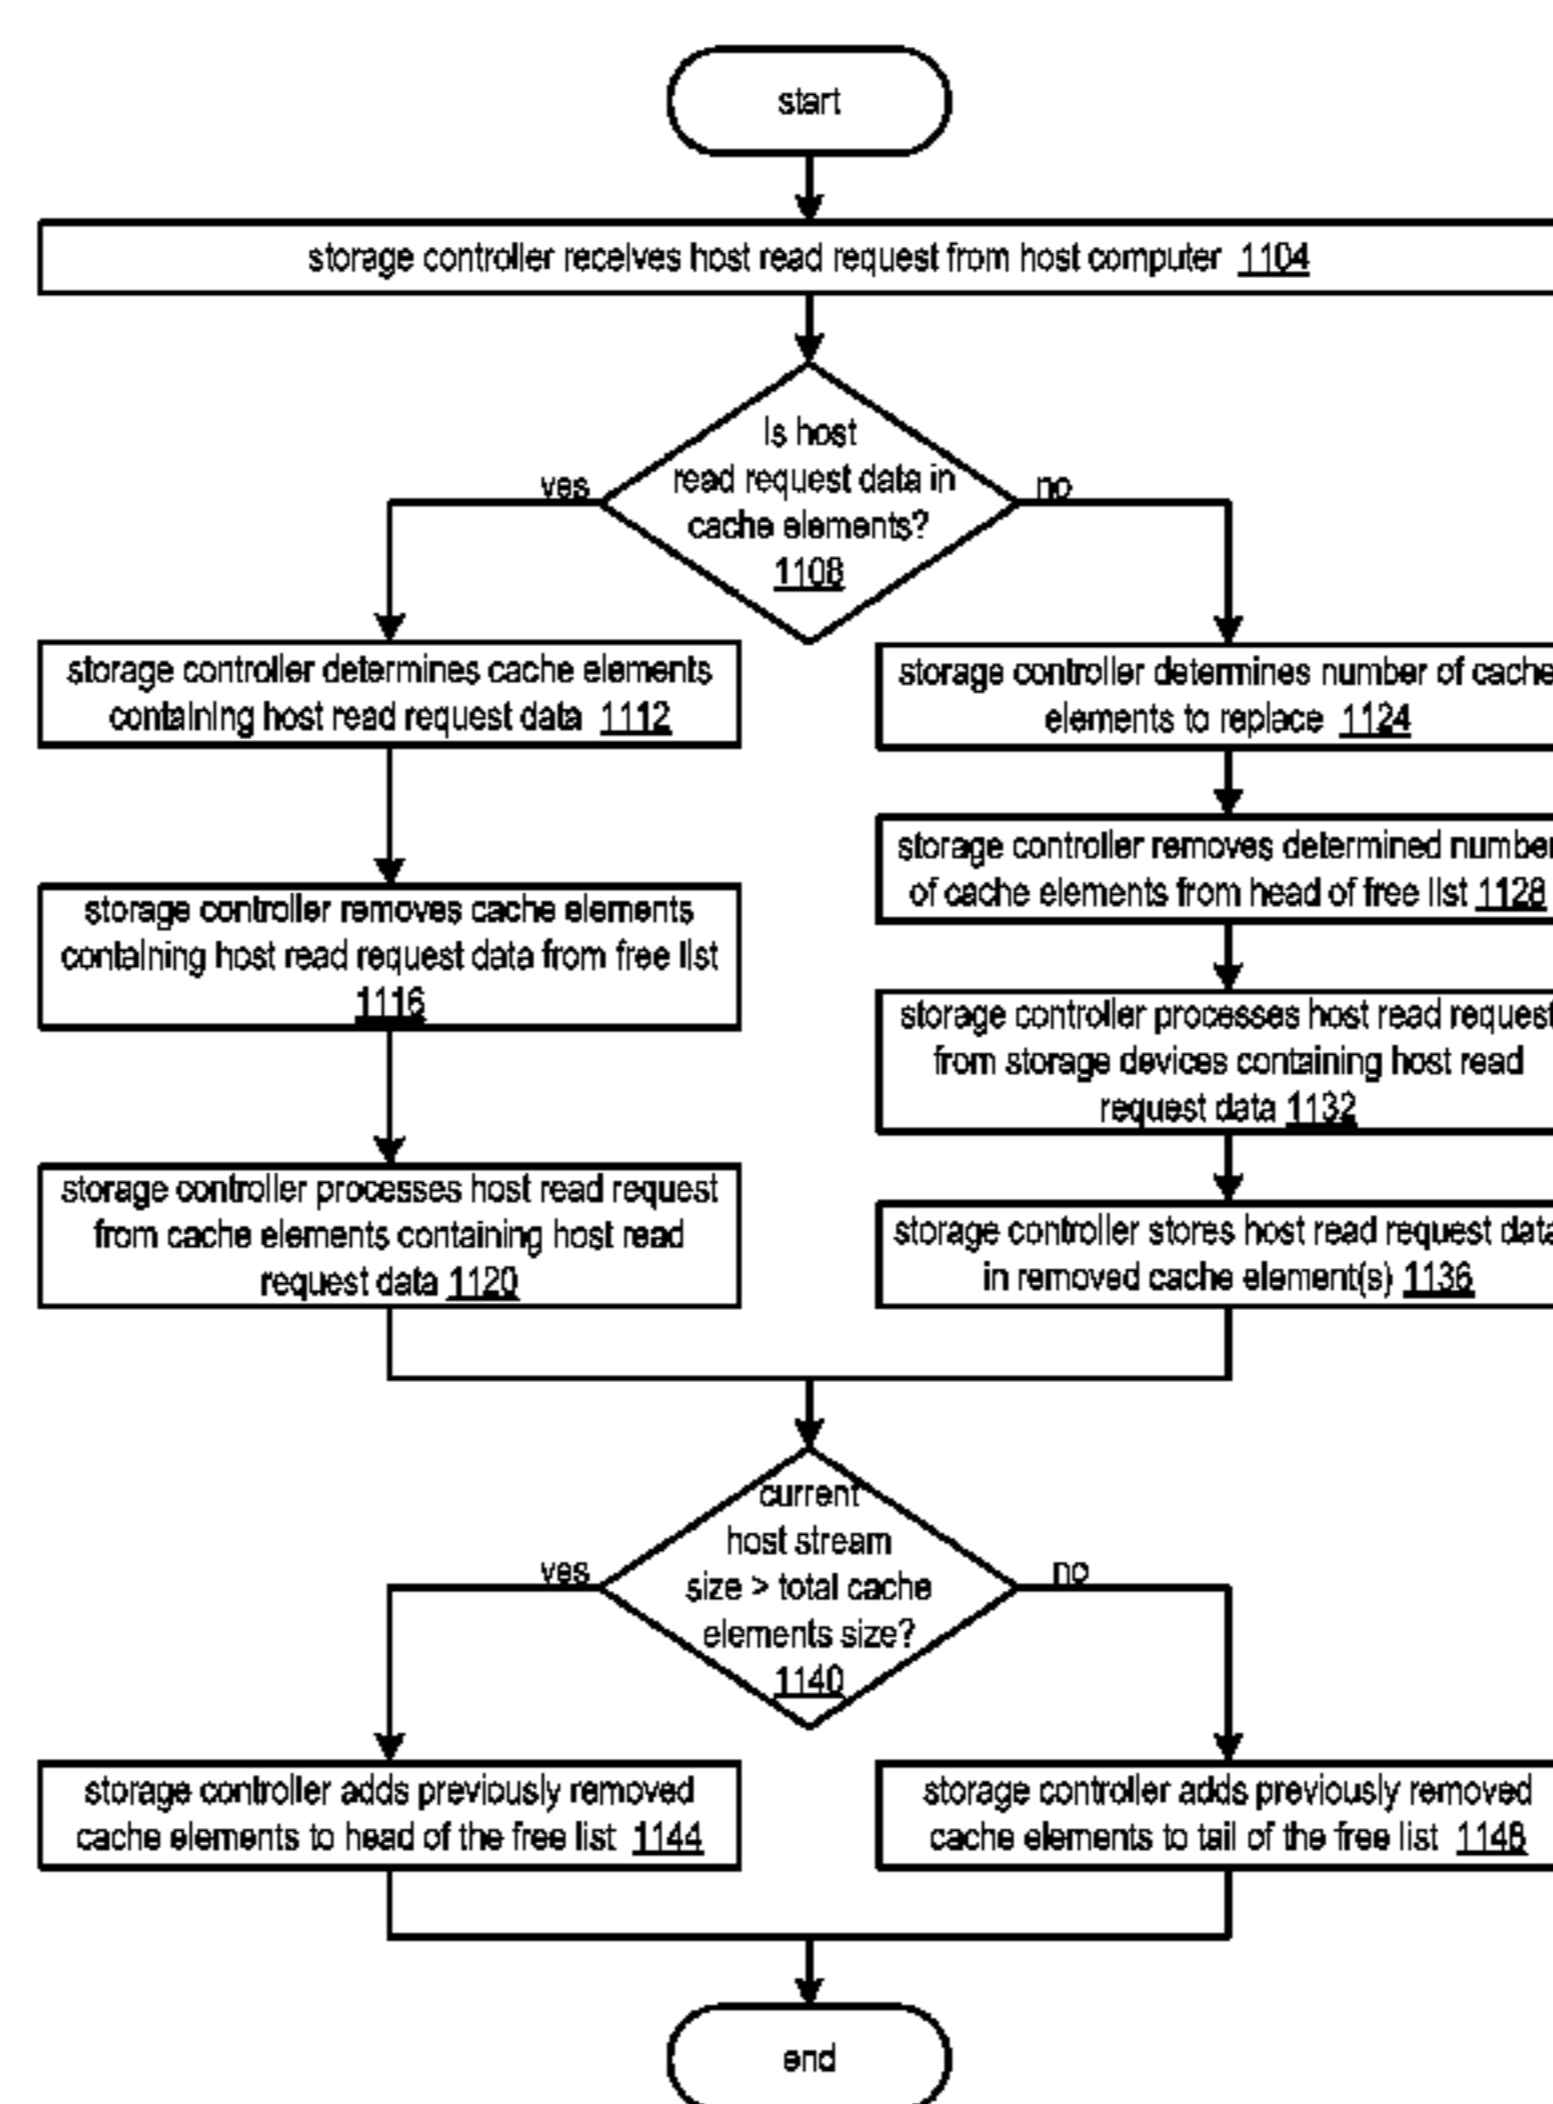 start
storage controller receives host read request from host computer 1104
Is host
read request data in
cache elements?
1108
yes
no
storage controller determines cache elements
containing host read request data 1112
storage controller removes cache elements
containing host read request data from free list
1116
storage controller processes host read request
from cache elements containing host read
request data 1120
storage controller determines number of cache
elements to replace 1124
storage controller removes determined number
of cache elements from head of free list 1128
storage controller processes host read request
from storage devices containing host read
request data 1132
storage controller stores host read request data
in removed cache element(s) 1136
current
host stream
size > total cache
elements size?
1140
yes
no
storage controller adds previously removed
cache elements to head of the free list 1144
storage controller adds previously removed
cache elements to tail of the free list 1148
end